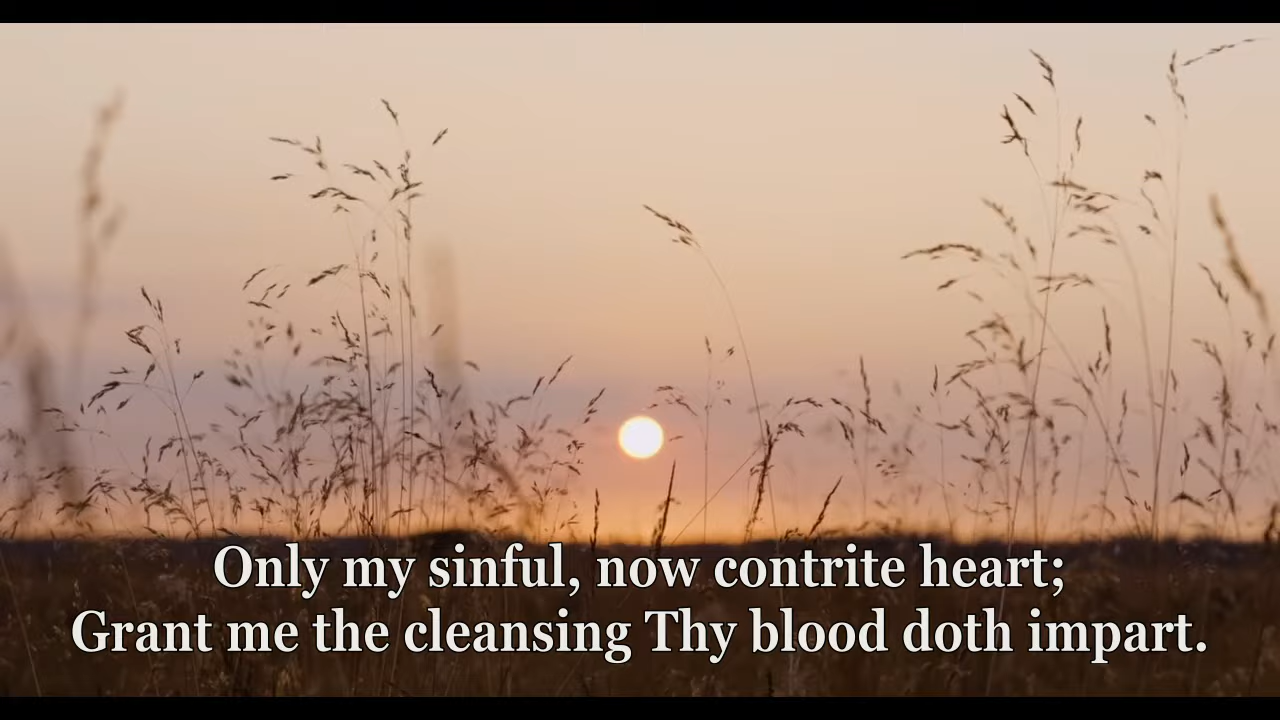 Only my sinful, now contrite heart;
Grant me the cleansing Thy blood doth impart.